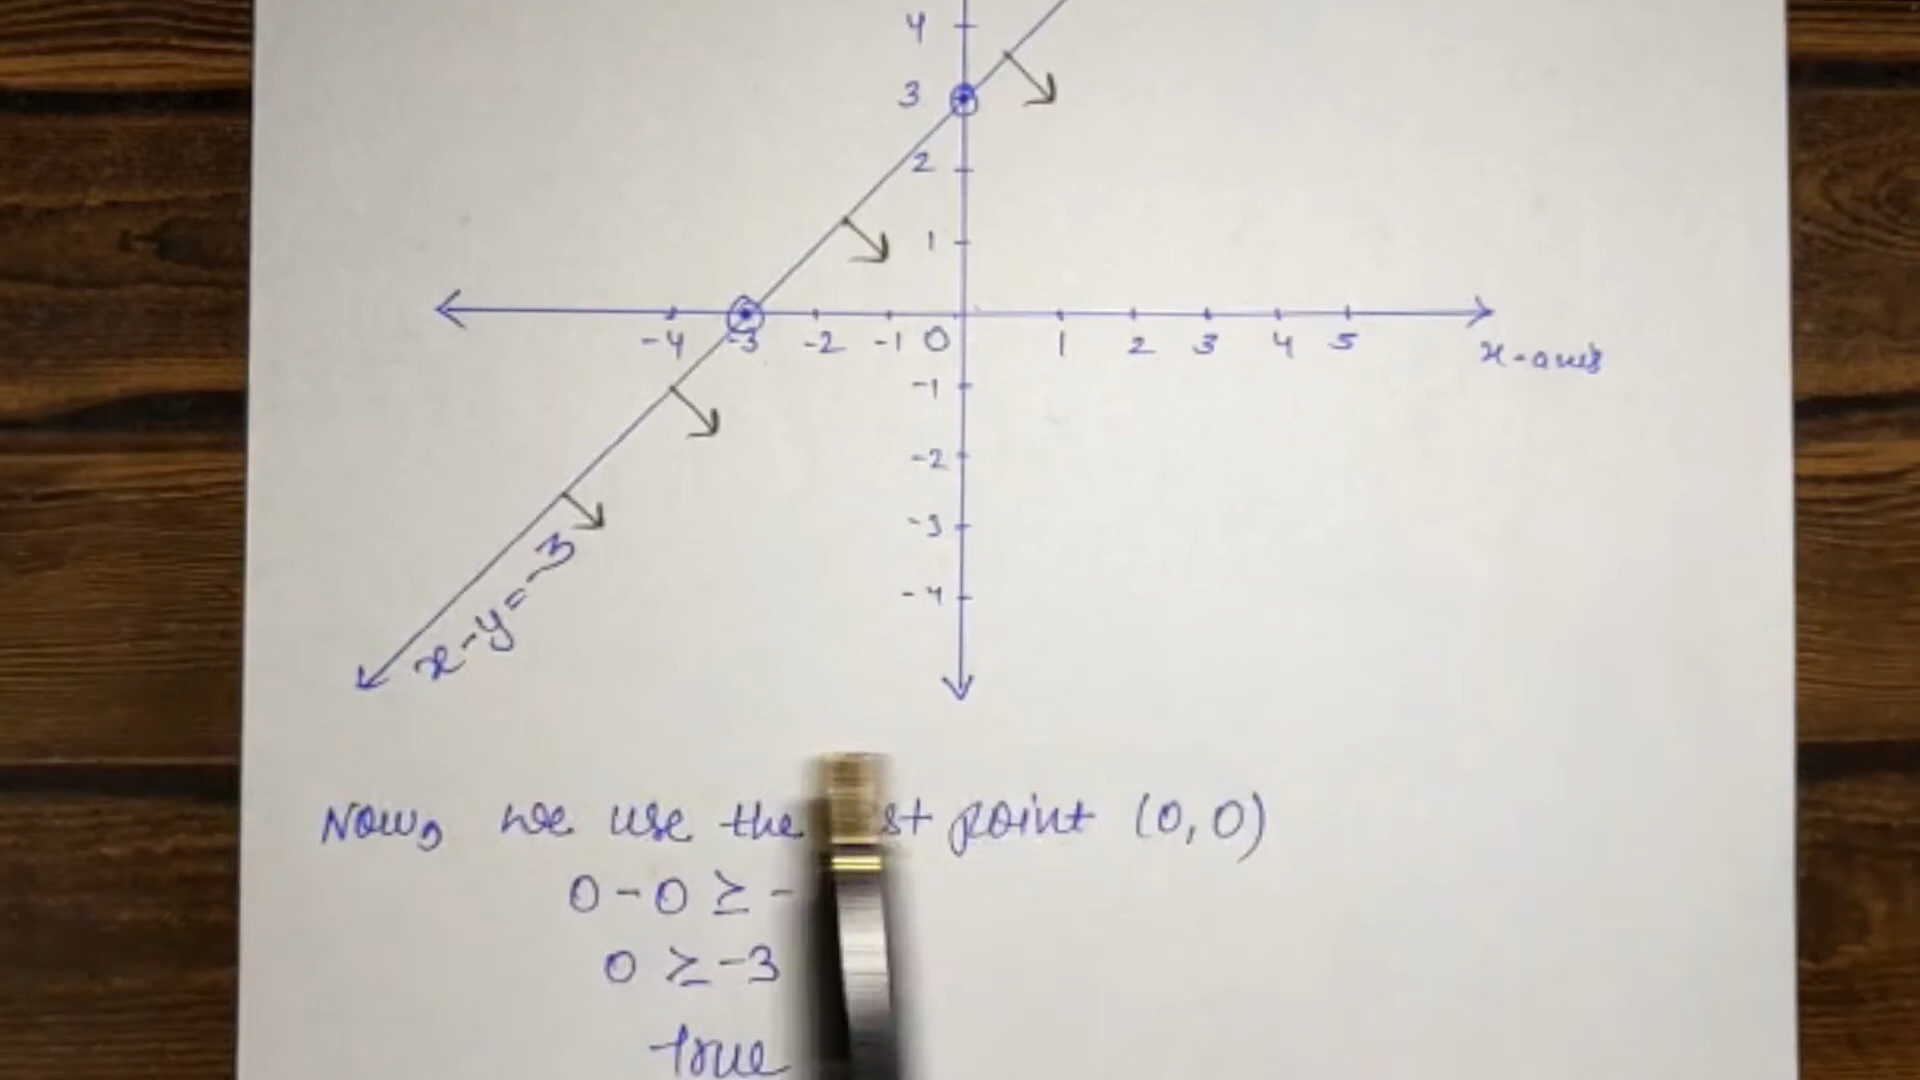 4
3
2
1
-4 -3 -2 -1 0 1 2 3 4 5
x-axis
-1
-2
-3
-4
x-y=-3
Now, we use the point (0,0)
0-0 ≥ -
0 ≥ -3
true